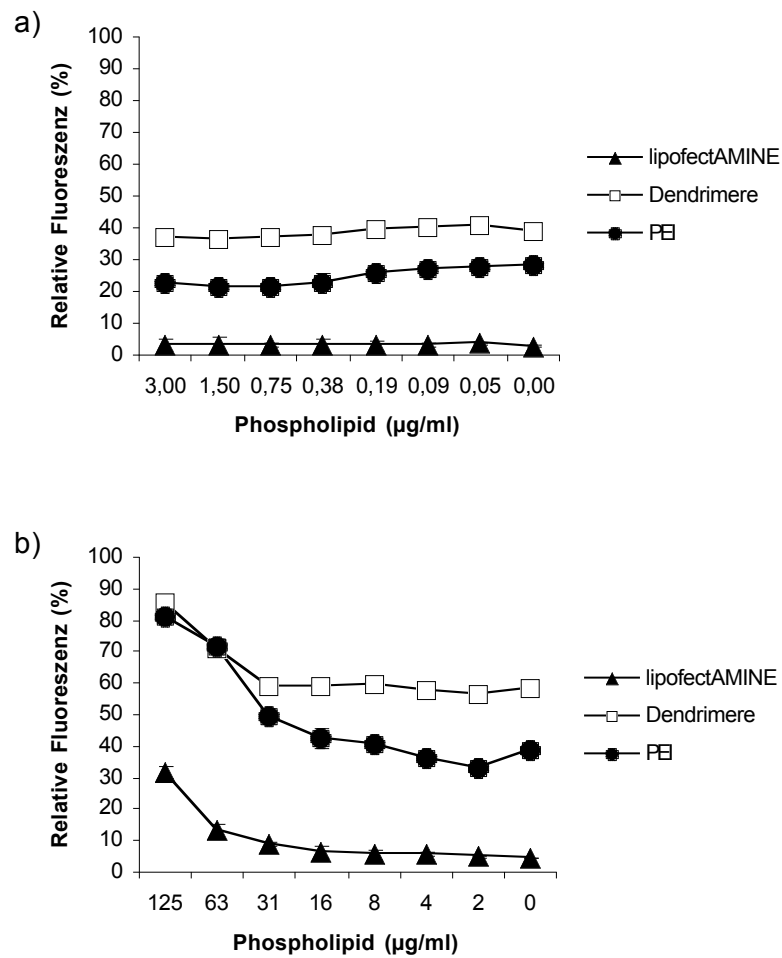 a)
100
90
80
70
60
50
40
30
20
10
0
Relative Fluoreszenz (%)
3,00 1,50 0,75 0,38 0,19 0,09 0,05 0,00
Phospholipid (µg/ml)
lipofectAMINE
Dendrimere
PEI
b)
100
90
80
70
60
50
40
30
20
10
0
Relative Fluoreszenz (%)
125 63 31 16 8 4 2 0
Phospholipid (µg/ml)
lipofectAMINE
Dendrimere
PEI